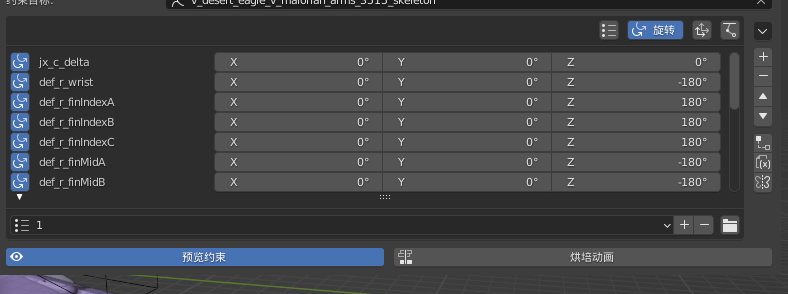 约束目标:
v_desert_eagle_v_maiorian_arms_3515_skeleton
旋转
jx_c_delta X 0° Y 0° Z 0°
def_r_wrist X 0° Y 0° Z -180°
def_r_finIndexA X 0° Y 0° Z 180°
def_r_finIndexB X 0° Y 0° Z 180°
def_r_finIndexC X 0° Y 0° Z 180°
def_r_finMidA X 0° Y 0° Z -180°
def_r_finMidB X 0° Y 0° Z -180°
(x)
1
预览约束
烘培动画